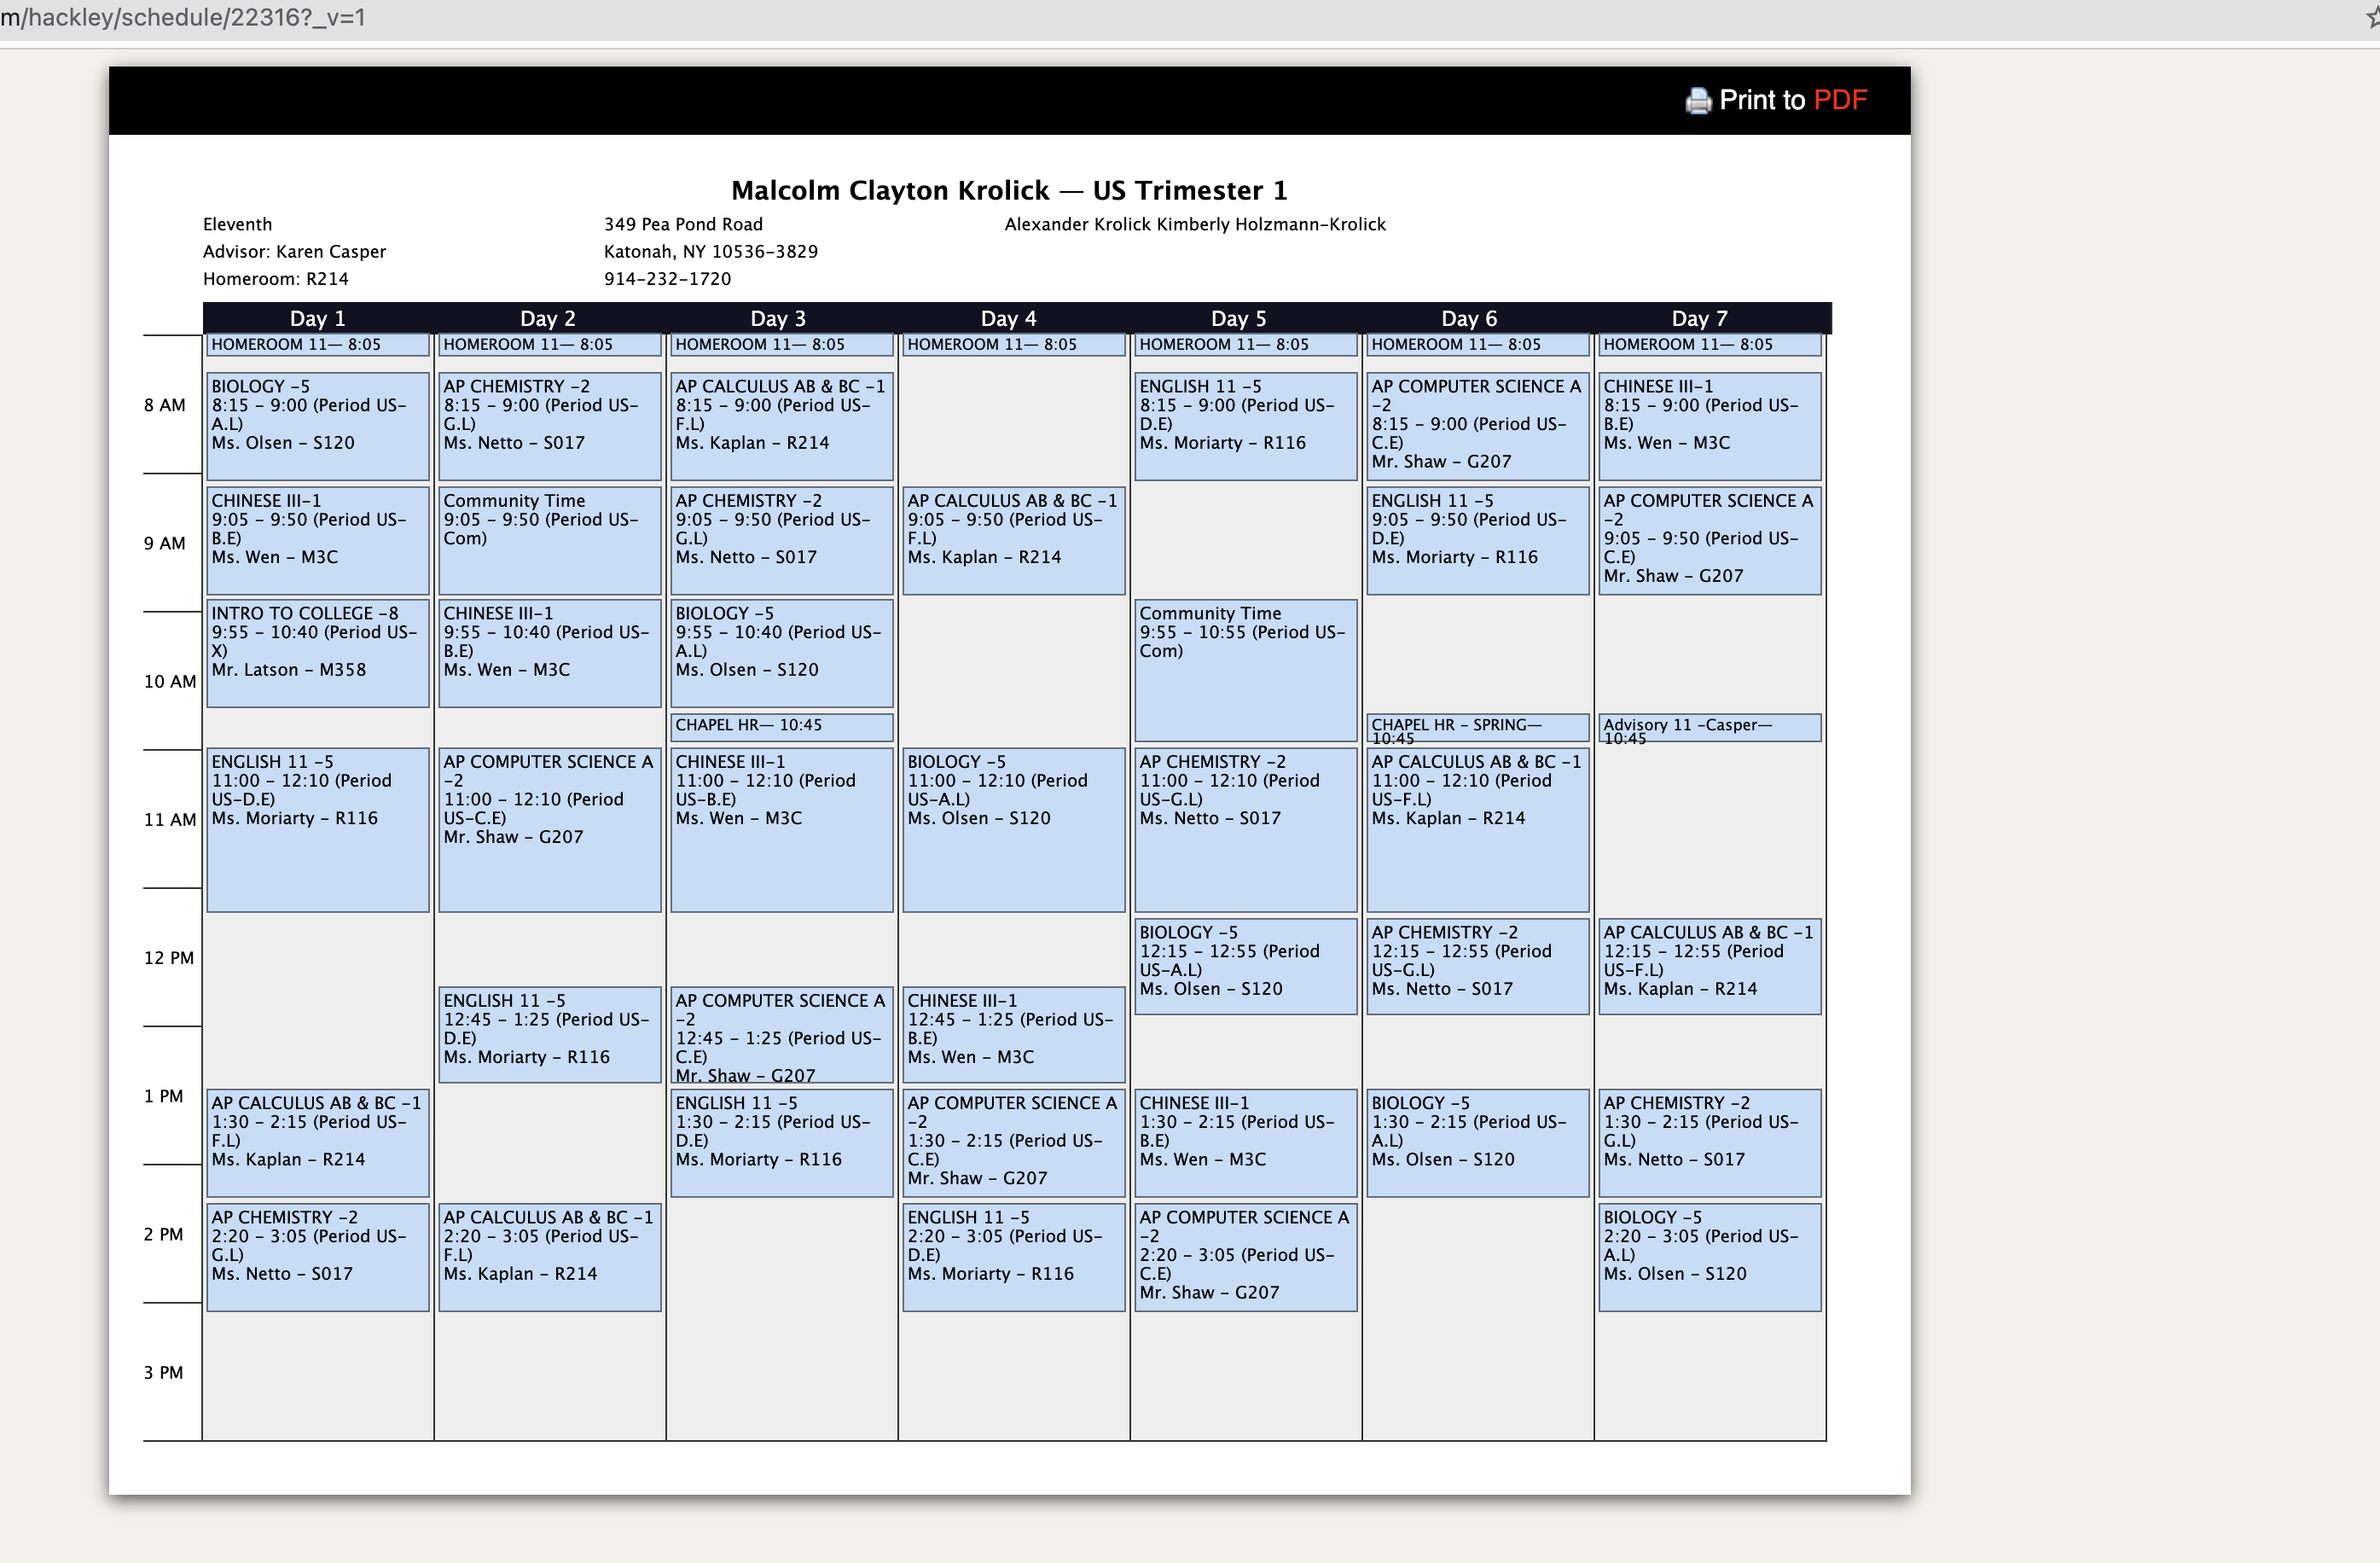 m/hackley/schedule/22316?_v=1
Print to PDF
Malcolm Clayton Krolick — US Trimester 1
Eleventh
Advisor: Karen Casper
Homeroom: R214
349 Pea Pond Road
Katonah, NY 10536-3829
914-232-1720
Alexander Krolick Kimberly Holzmann-Krolick
8 AM
9 AM
10 AM
11 AM
12 PM
1 PM
2 PM
3 PM
Day 1
HOMEROOM 11— 8:05
BIOLOGY -5
8:15 - 9:00 (Period US-
A.L)
Ms. Olsen - S120
CHINESE III-1
9:05 - 9:50 (Period US-
B.E)
Ms. Wen - M3C
INTRO TO COLLEGE -8
9:55 - 10:40 (Period US-
X)
Mr. Latson - M358
ENGLISH 11 -5
11:00 - 12:10 (Period
US-D.E)
Ms. Moriarty - R116
AP CALCULUS AB & BC -1
1:30 - 2:15 (Period US-
F.L)
Ms. Kaplan - R214
AP CHEMISTRY -2
2:20 - 3:05 (Period US-
G.L)
Ms. Netto - S017
Day 2
HOMEROOM 11— 8:05
AP CHEMISTRY -2
8:15 - 9:00 (Period US-
G.L)
Ms. Netto - S017
Community Time
9:05 - 9:50 (Period US-
Com)
CHINESE III-1
9:55 - 10:40 (Period US-
B.E)
Ms. Wen - M3C
AP COMPUTER SCIENCE A
-2
11:00 - 12:10 (Period
US-C.E)
Mr. Shaw - G207
ENGLISH 11 -5
12:45 - 1:25 (Period US-
D.E)
Ms. Moriarty - R116
AP CALCULUS AB & BC -1
2:20 - 3:05 (Period US-
F.L)
Ms. Kaplan - R214
Day 3
HOMEROOM 11— 8:05
AP CALCULUS AB & BC -1
8:15 - 9:00 (Period US-
F.L)
Ms. Kaplan - R214
AP CHEMISTRY -2
9:05 - 9:50 (Period US-
G.L)
Ms. Netto - S017
BIOLOGY -5
9:55 - 10:40 (Period US-
A.L)
Ms. Olsen - S120
CHAPEL HR— 10:45
CHINESE III-1
11:00 - 12:10 (Period
US-B.E)
Ms. Wen - M3C
AP COMPUTER SCIENCE A
-2
12:45 - 1:25 (Period US-
C.E)
Mr. Shaw - G207
ENGLISH 11 -5
1:30 - 2:15 (Period US-
D.E)
Ms. Moriarty - R116
Day 4
HOMEROOM 11— 8:05
AP CALCULUS AB & BC -1
9:05 - 9:50 (Period US-
F.L)
Ms. Kaplan - R214
BIOLOGY -5
11:00 - 12:10 (Period
US-A.L)
Ms. Olsen - S120
CHINESE III-1
12:45 - 1:25 (Period US-
B.E)
Ms. Wen - M3C
AP COMPUTER SCIENCE A
-2
1:30 - 2:15 (Period US-
C.E)
Mr. Shaw - G207
ENGLISH 11 -5
2:20 - 3:05 (Period US-
D.E)
Ms. Moriarty - R116
Day 5
HOMEROOM 11— 8:05
ENGLISH 11 -5
8:15 - 9:00 (Period US-
D.E)
Ms. Moriarty - R116
Community Time
9:55 - 10:55 (Period US-
Com)
AP CHEMISTRY -2
11:00 - 12:10 (Period
US-G.L)
Ms. Netto - S017
BIOLOGY -5
12:15 - 12:55 (Period
US-A.L)
Ms. Olsen - S120
CHINESE III-1
1:30 - 2:15 (Period US-
B.E)
Ms. Wen - M3C
AP COMPUTER SCIENCE A
-2
2:20 - 3:05 (Period US-
C.E)
Mr. Shaw - G207
Day 6
HOMEROOM 11— 8:05
AP COMPUTER SCIENCE A
-2
8:15 - 9:00 (Period US-
C.E)
Mr. Shaw - G207
ENGLISH 11 -5
9:05 - 9:50 (Period US-
D.E)
Ms. Moriarty - R116
CHAPEL HR - SPRING—
10:45
AP CALCULUS AB & BC -1
11:00 - 12:10 (Period
US-F.L)
Ms. Kaplan - R214
AP CHEMISTRY -2
12:15 - 12:55 (Period
US-G.L)
Ms. Netto - S017
BIOLOGY -5
1:30 - 2:15 (Period US-
A.L)
Ms. Olsen - S120
Day 7
HOMEROOM 11— 8:05
CHINESE III-1
8:15 - 9:00 (Period US-
B.E)
Ms. Wen - M3C
AP COMPUTER SCIENCE A
-2
9:05 - 9:50 (Period US-
C.E)
Mr. Shaw - G207
Advisory 11 -Casper—
10:45
AP CALCULUS AB & BC -1
12:15 - 12:55 (Period
US-F.L)
Ms. Kaplan - R214
AP CHEMISTRY -2
1:30 - 2:15 (Period US-
G.L)
Ms. Netto - S017
BIOLOGY -5
2:20 - 3:05 (Period US-
A.L)
Ms. Olsen - S120